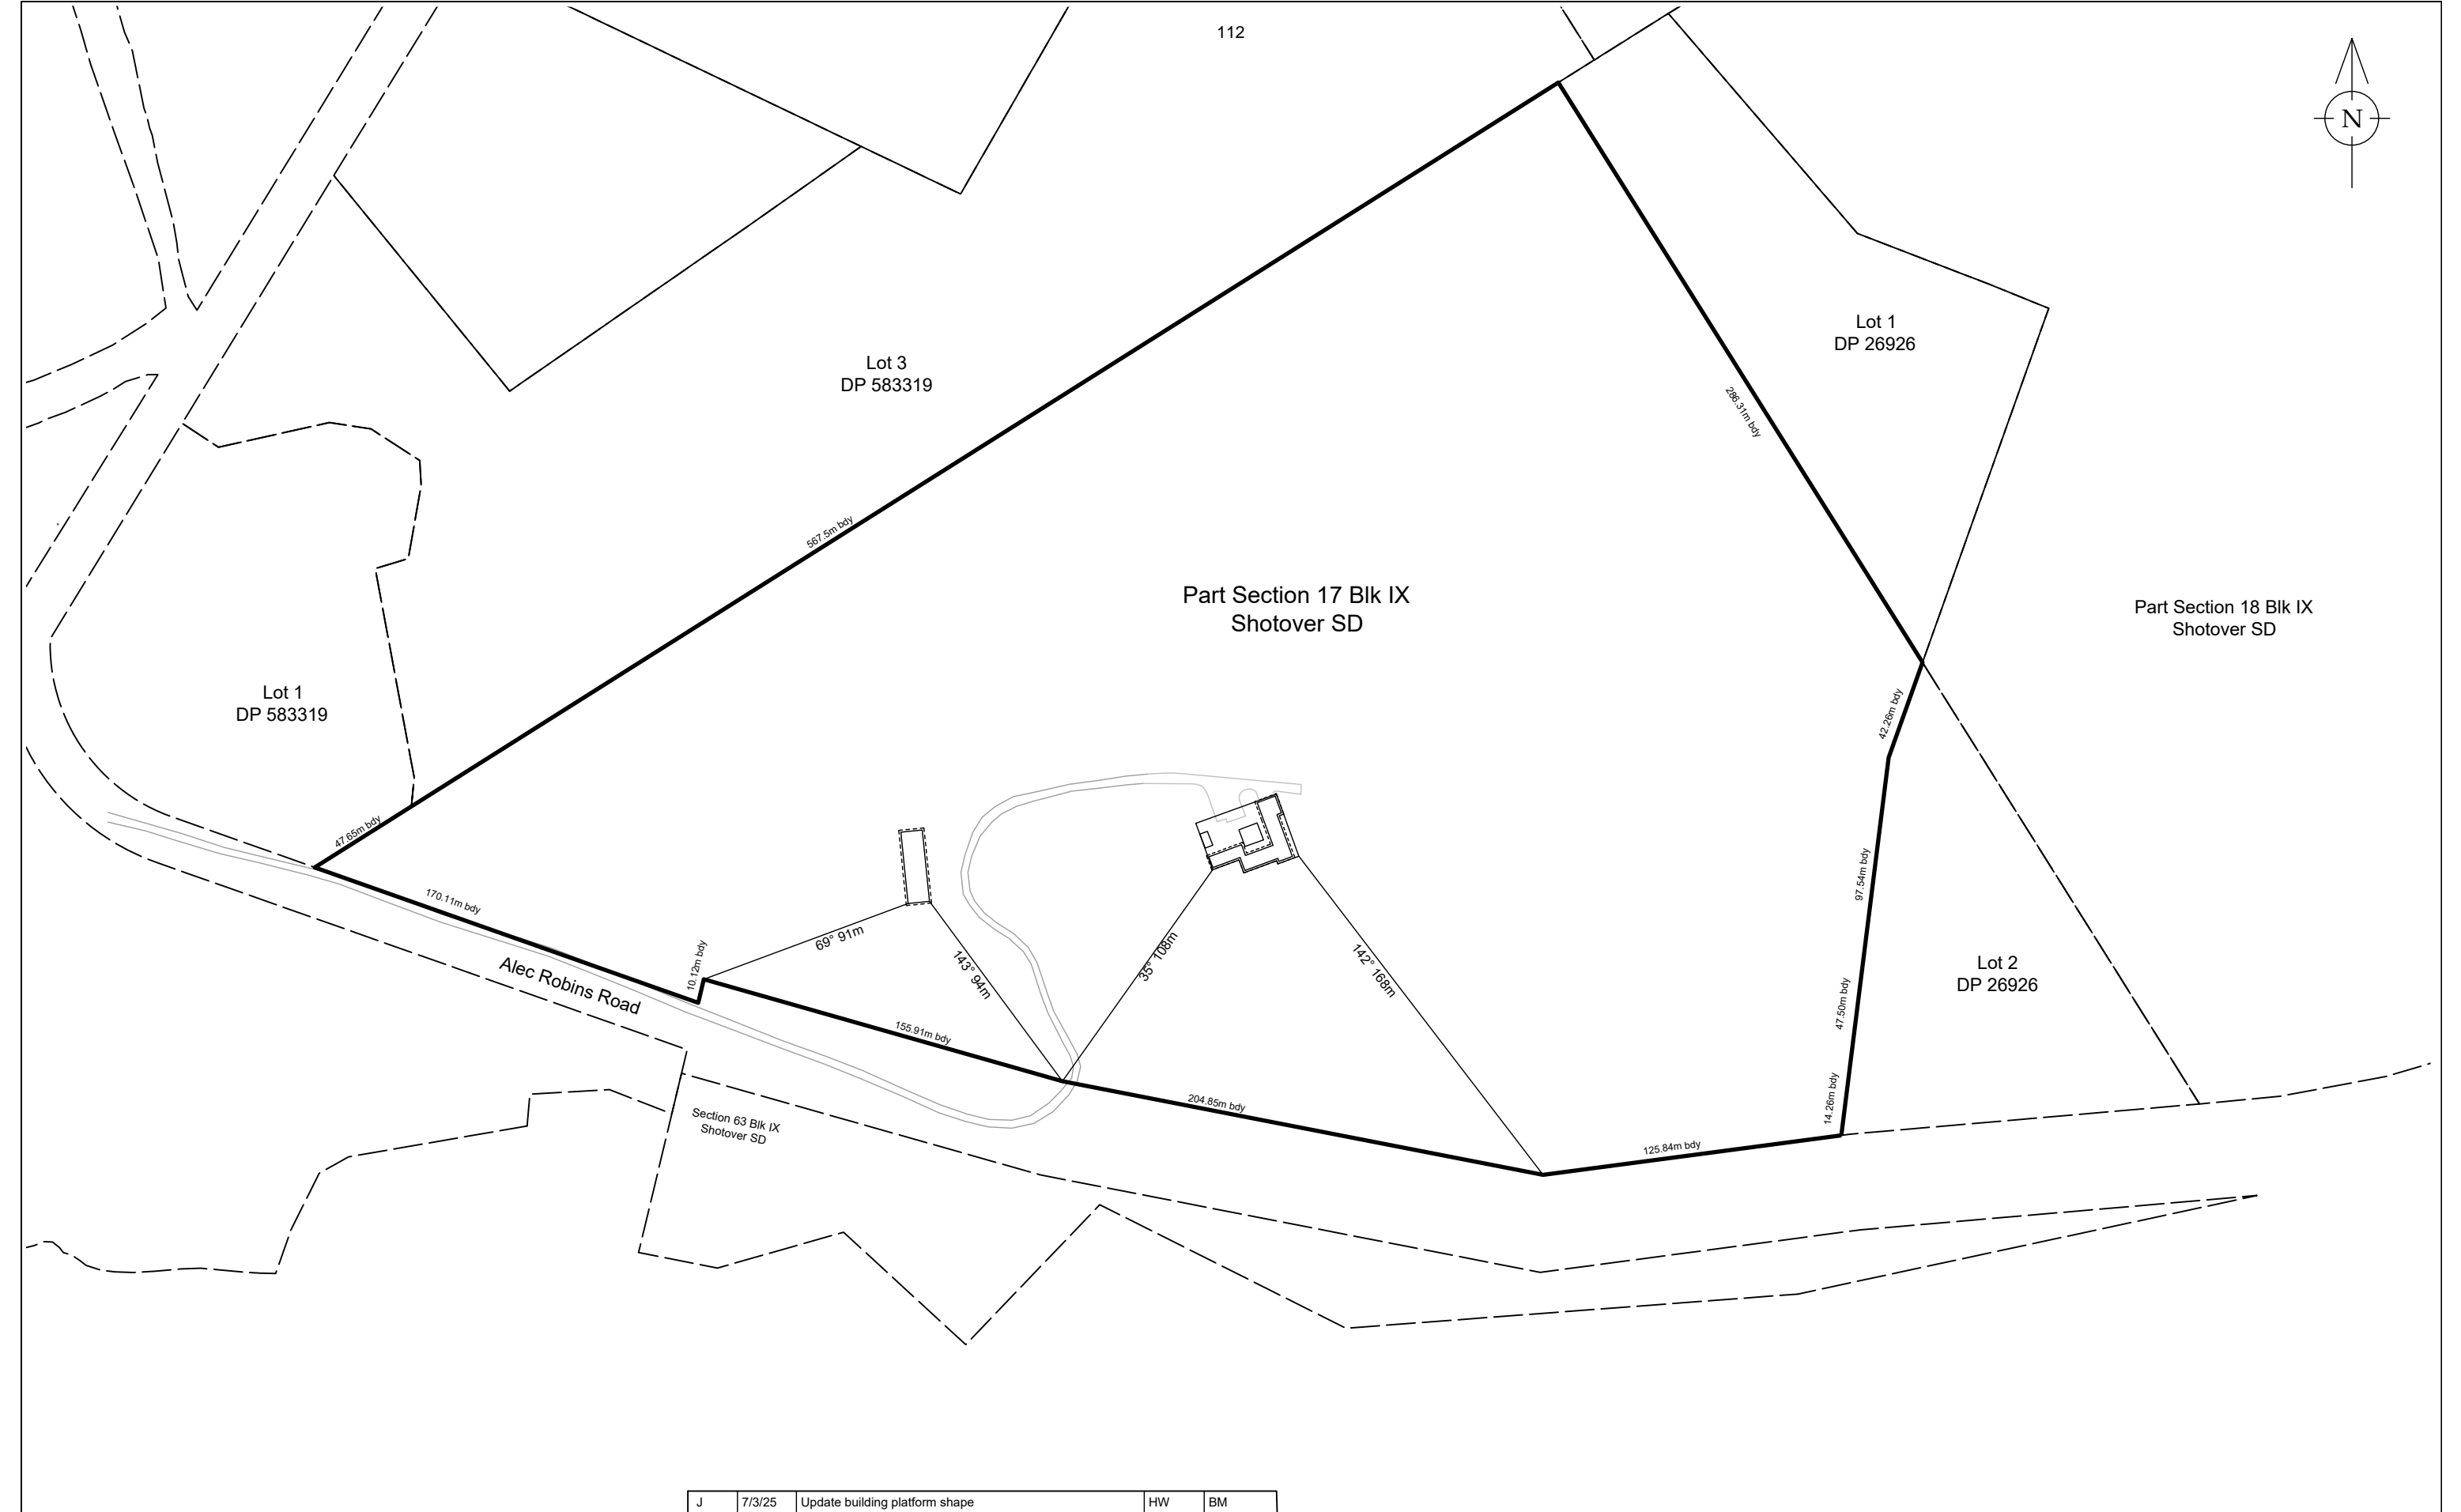 112
N
Lot 1
DP 26926
Lot 3
DP 583319
286.31m bdy
567.5m bdy
Part Section 17 Blk IX
Shotover SD
Part Section 18 Blk IX
Shotover SD
Lot 1
DP 583319
42.26m bdy
47.65m bdy
97.54m bdy
170.11m bdy
69° 91m
10.12m bdy
143° 94m
35° 108m
142° 168m
Lot 2
DP 26926
Alec Robins Road
47.50m bdy
155.91m bdy
14.26m bdy
204.85m bdy
Section 63 Blk IX
Shotover SD
125.84m bdy
J 7/3/25 Update building platform shape HW BM